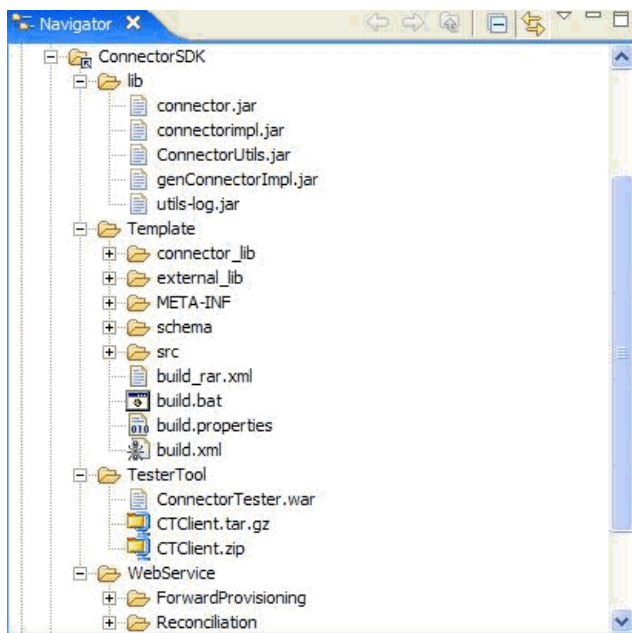 Navigator
ConnectorSDK
lib
connector.jar
connectorimpl.jar
ConnectorUtils.jar
genConnectorImpl.jar
utils-log.jar
Template
connector_lib
external_lib
META-INF
schema
src
build_rar.xml
build.bat
build.properties
build.xml
TesterTool
ConnectorTester.war
CTClient.tar.gz
CTClient.zip
WebService
ForwardProvisioning
Reconciliation